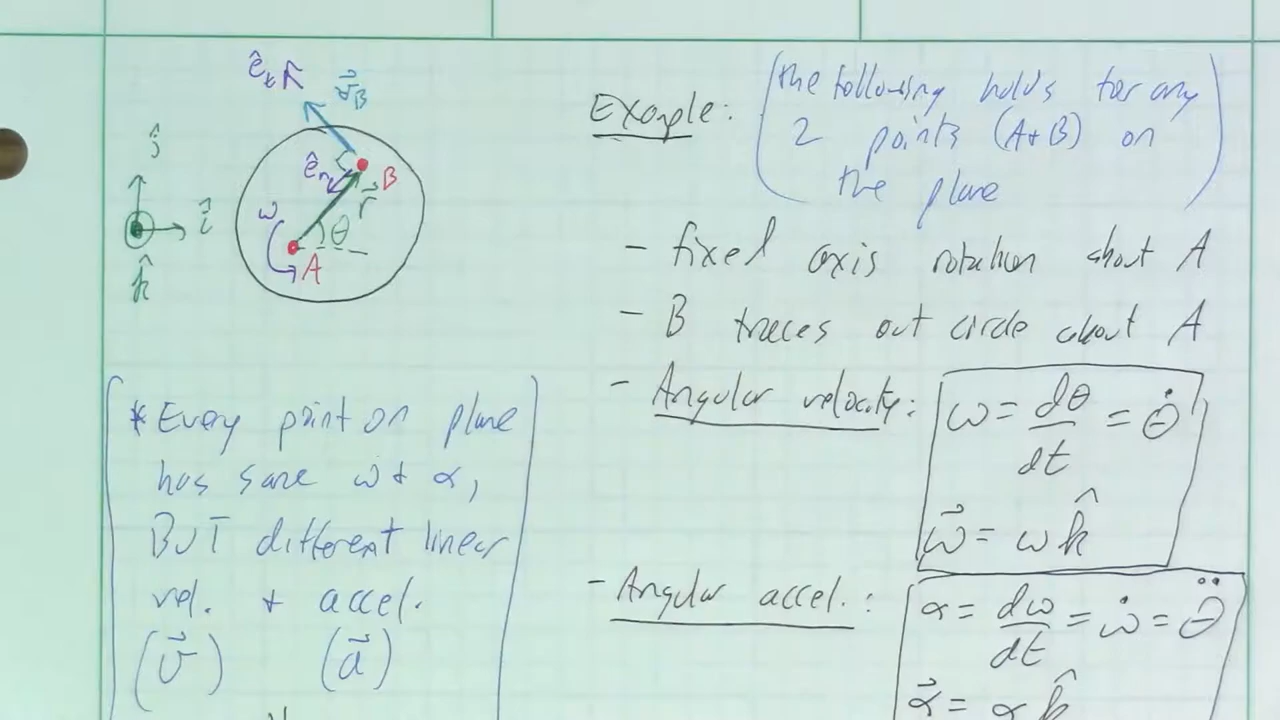 ê_t
v⃗_B
ĵ
ê_n
B
r⃗
ω
θ
î
A
k̂
Example: (the following holds for any
2 points (A+B) on
the plane)
- fixed axis rotation about A
- B traces out circle about A
- Angular velocity: ω = dθ/dt = θ̇
ω⃗ = ω k̂
- Angular accel.: α = dω/dt = ω̇ = θ̈
α⃗ = α k̂
* Every point on plane
has same ω + α,
BUT different linear
vel. + accel.
(v⃗) (a⃗)